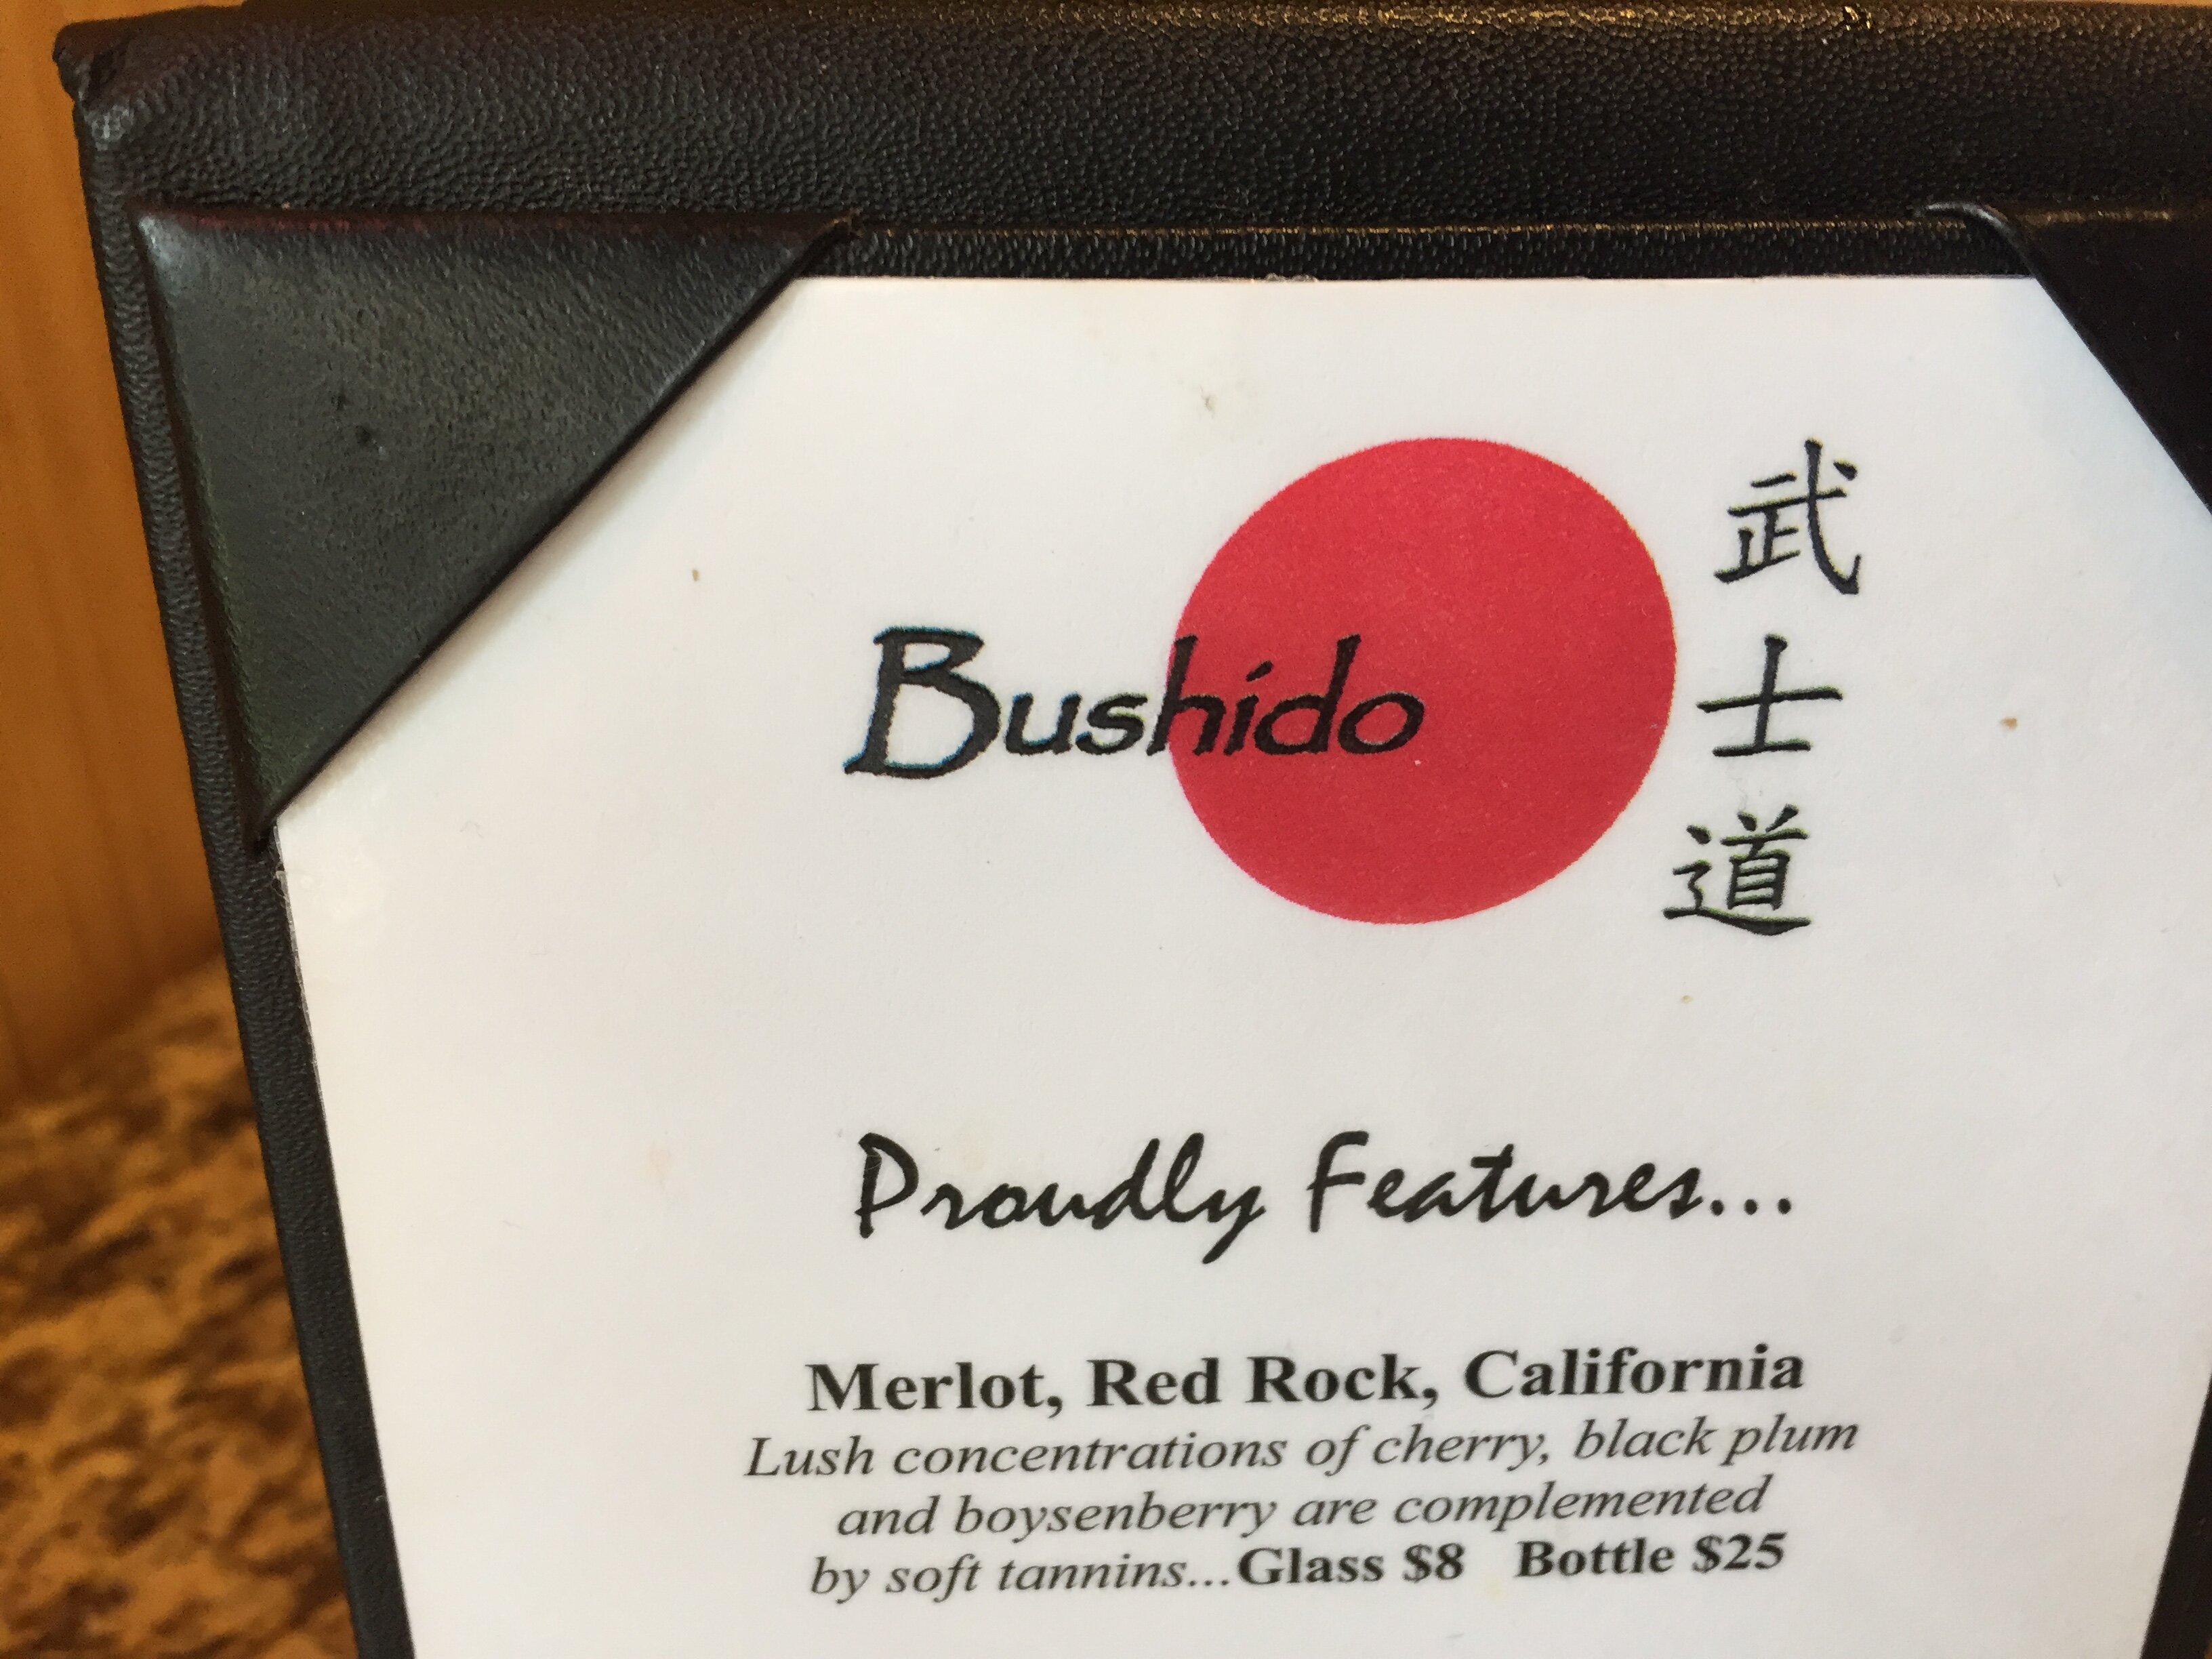 Bushido
武士道
Proudly Features...
Merlot, Red Rock, California
Lush concentrations of cherry, black plum
and boysenberry are complemented
by soft tannins...Glass $8 Bottle $25